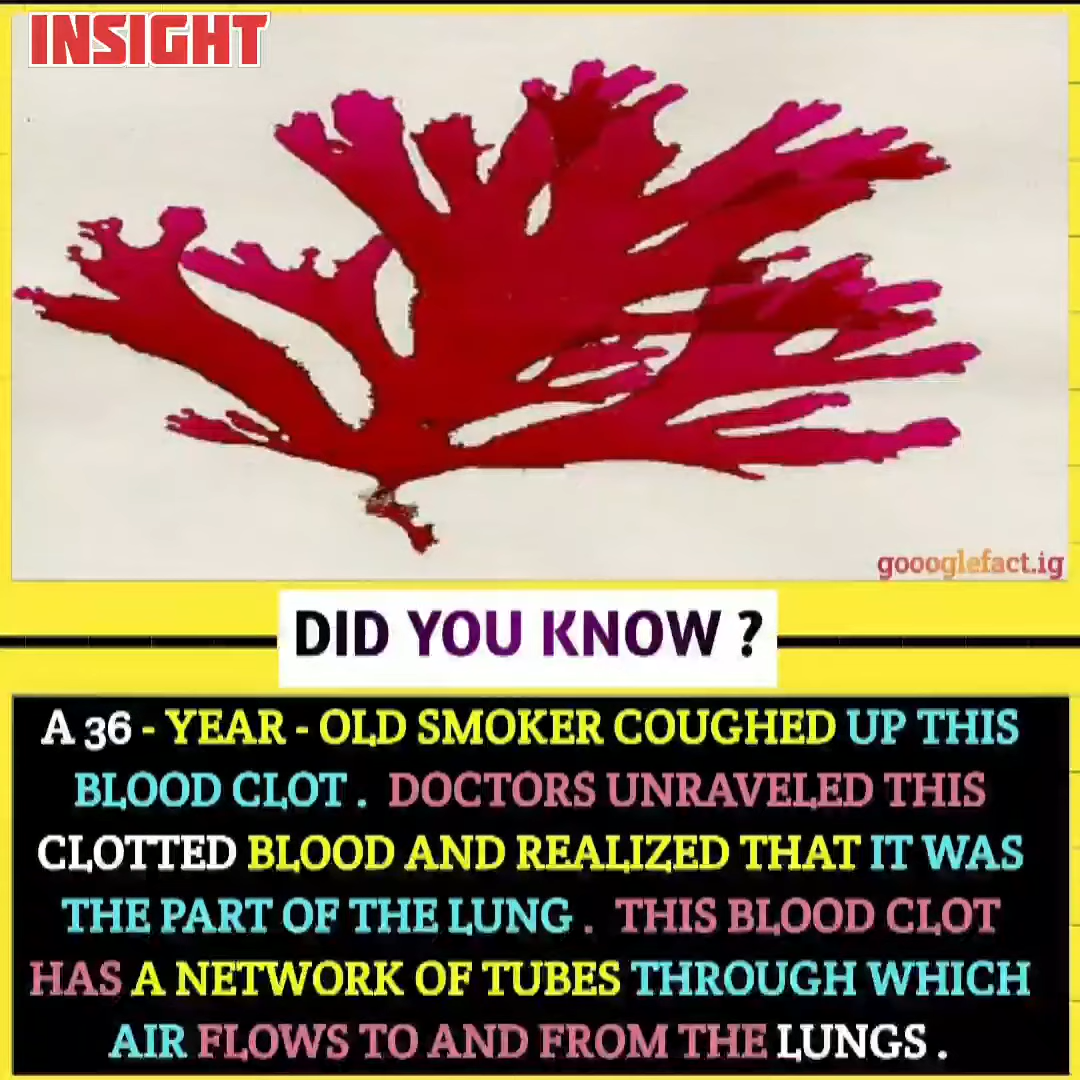 INSIGHT
goooglefact.ig
DID YOU KNOW ?
A 36 - YEAR - OLD SMOKER COUGHED UP THIS
BLOOD CLOT . DOCTORS UNRAVELED THIS
CLOTTED BLOOD AND REALIZED THAT IT WAS
THE PART OF THE LUNG . THIS BLOOD CLOT
HAS A NETWORK OF TUBES THROUGH WHICH
AIR FLOWS TO AND FROM THE LUNGS .